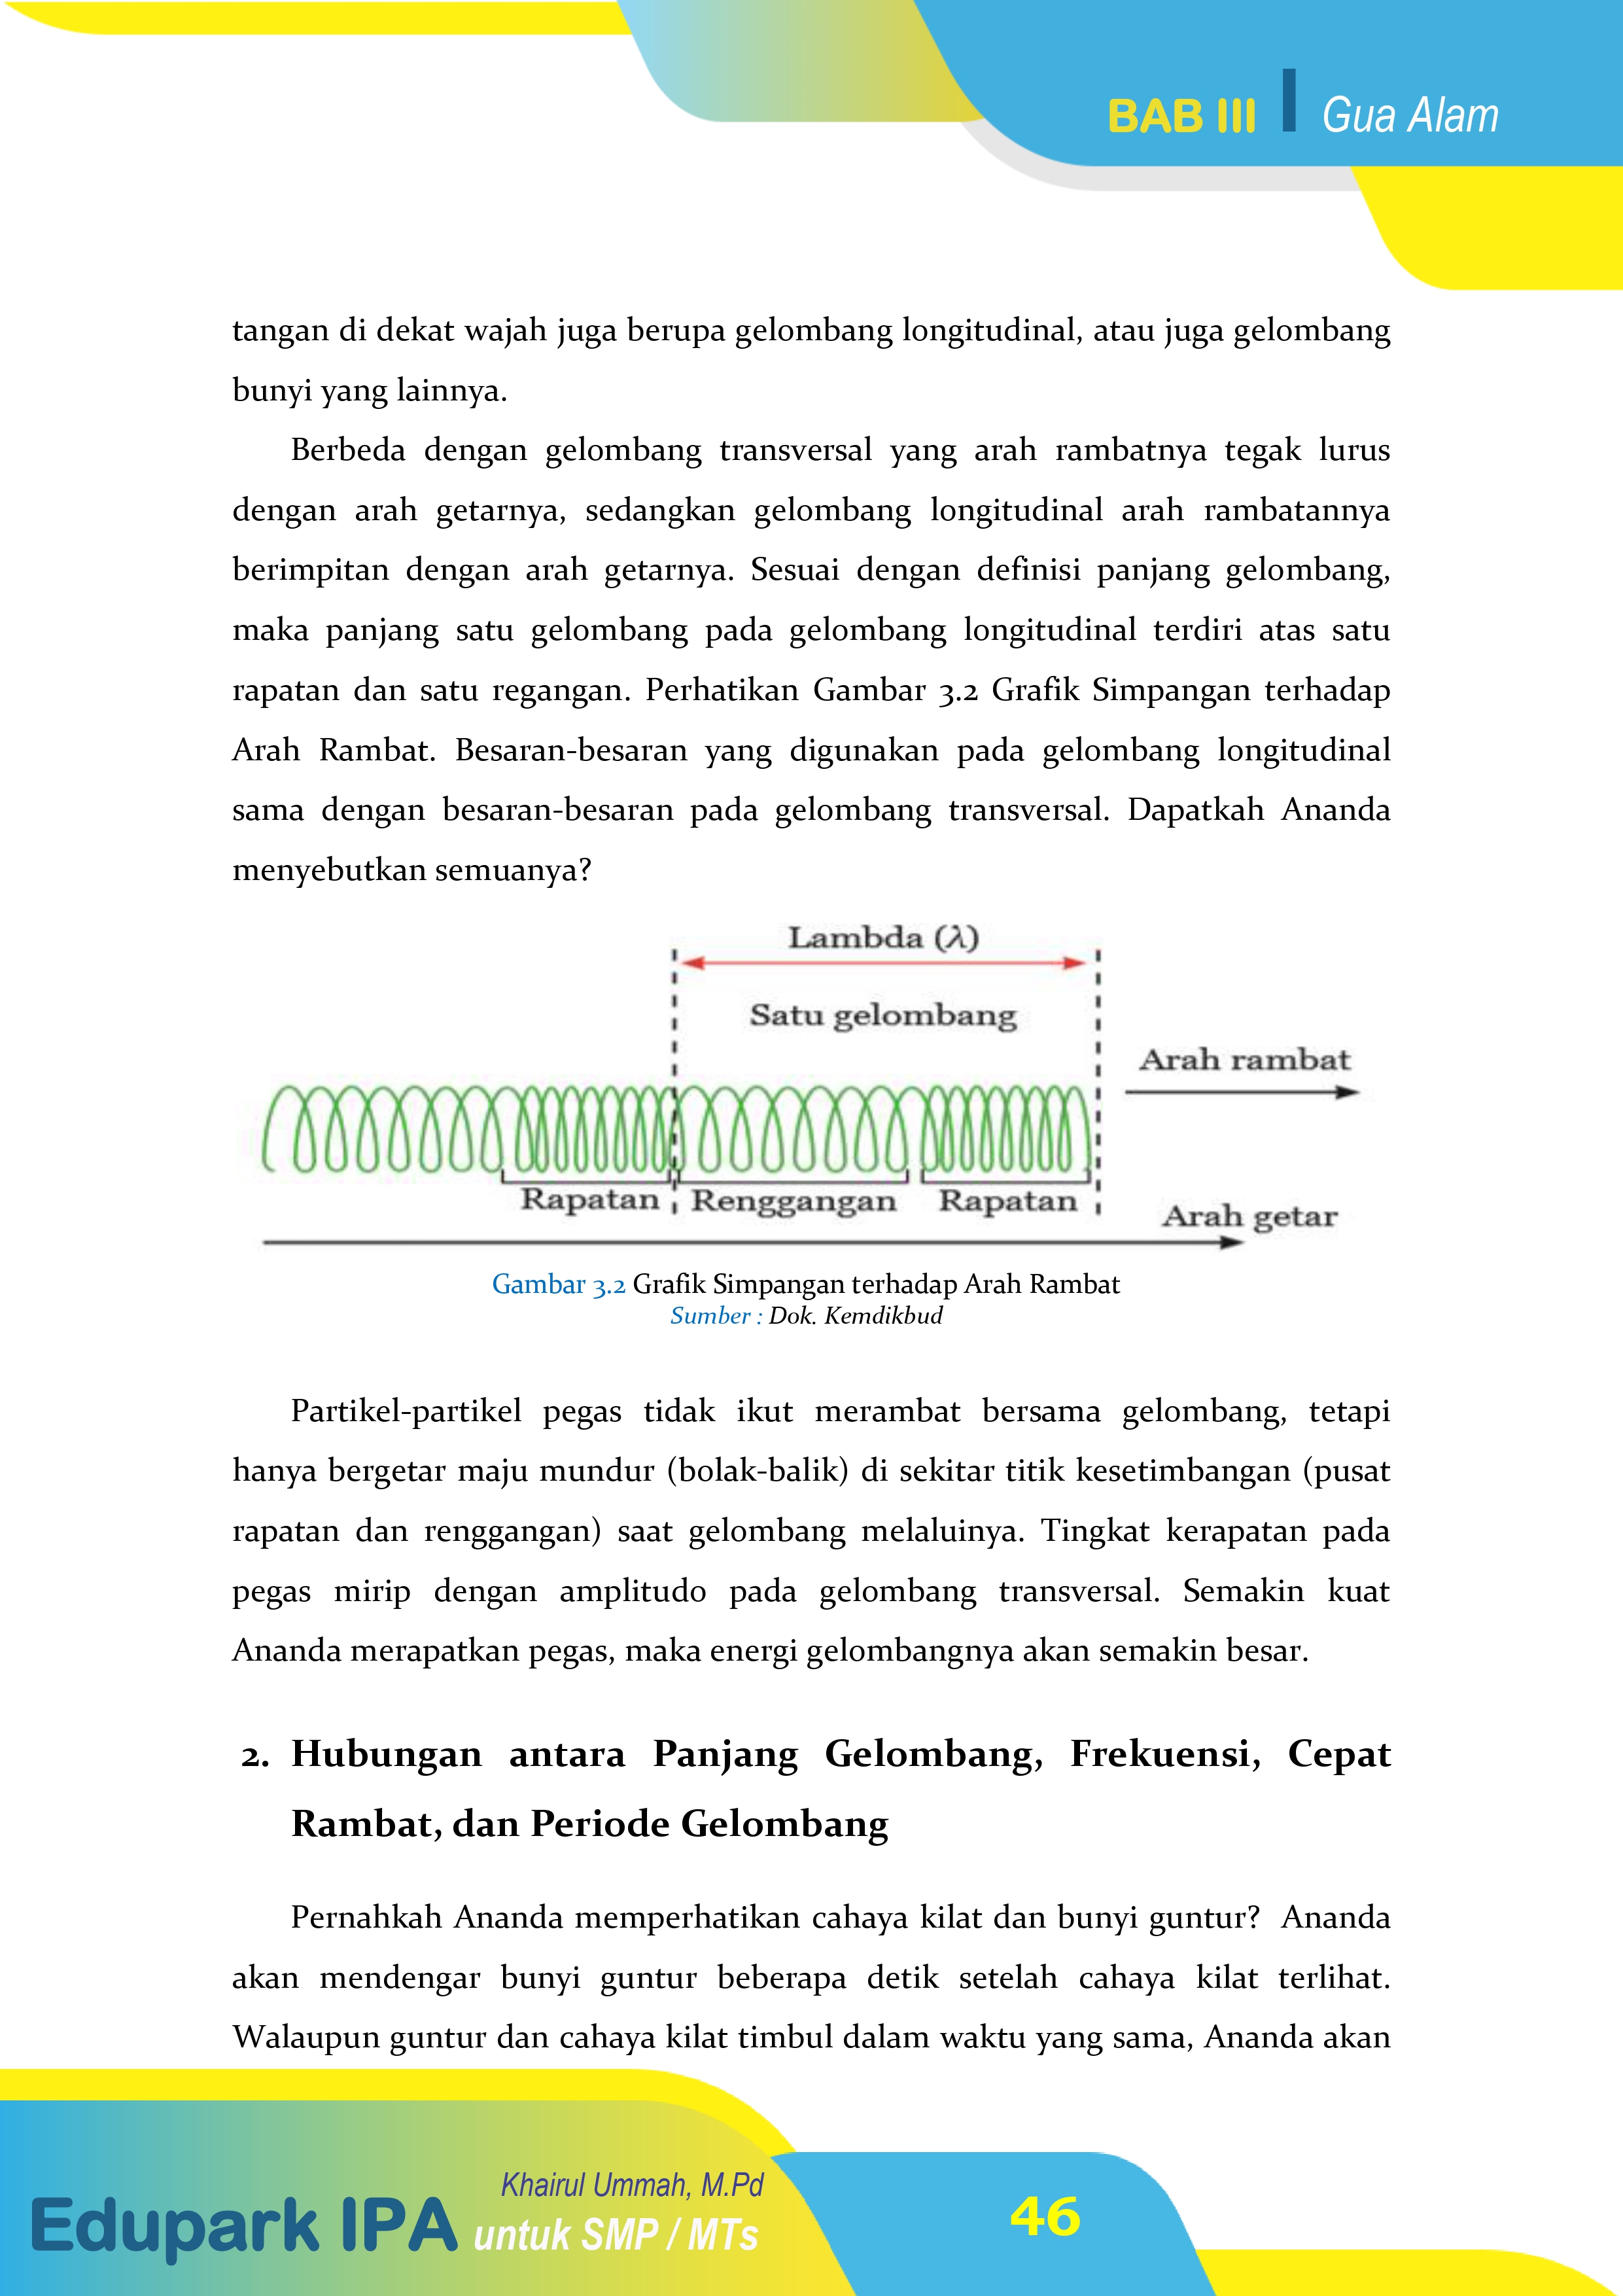 BAB III | Gua Alam
tangan di dekat wajah juga berupa gelombang longitudinal, atau juga gelombang
bunyi yang lainnya.
Berbeda dengan gelombang transversal yang arah rambatnya tegak lurus
dengan arah getarnya, sedangkan gelombang longitudinal arah rambatannya
berimpitan dengan arah getarnya. Sesuai dengan definisi panjang gelombang,
maka panjang satu gelombang pada gelombang longitudinal terdiri atas satu
rapatan dan satu regangan. Perhatikan Gambar 3.2 Grafik Simpangan terhadap
Arah Rambat. Besaran-besaran yang digunakan pada gelombang longitudinal
sama dengan besaran-besaran pada gelombang transversal. Dapatkah Ananda
menyebutkan semuanya?
Lambda (λ)
Satu gelombang
Arah rambat
Rapatan Renggangan Rapatan
Arah getar
Gambar 3.2 Grafik Simpangan terhadap Arah Rambat
Sumber : Dok. Kemdikbud
Partikel-partikel pegas tidak ikut merambat bersama gelombang, tetapi
hanya bergetar maju mundur (bolak-balik) di sekitar titik kesetimbangan (pusat
rapatan dan renggangan) saat gelombang melaluinya. Tingkat kerapatan pada
pegas mirip dengan amplitudo pada gelombang transversal. Semakin kuat
Ananda merapatkan pegas, maka energi gelombangnya akan semakin besar.
2. Hubungan antara Panjang Gelombang, Frekuensi, Cepat
Rambat, dan Periode Gelombang
Pernahkah Ananda memperhatikan cahaya kilat dan bunyi guntur? Ananda
akan mendengar bunyi guntur beberapa detik setelah cahaya kilat terlihat.
Walaupun guntur dan cahaya kilat timbul dalam waktu yang sama, Ananda akan
Khairul Ummah, M.Pd
Edupark IPA untuk SMP / MTs
46